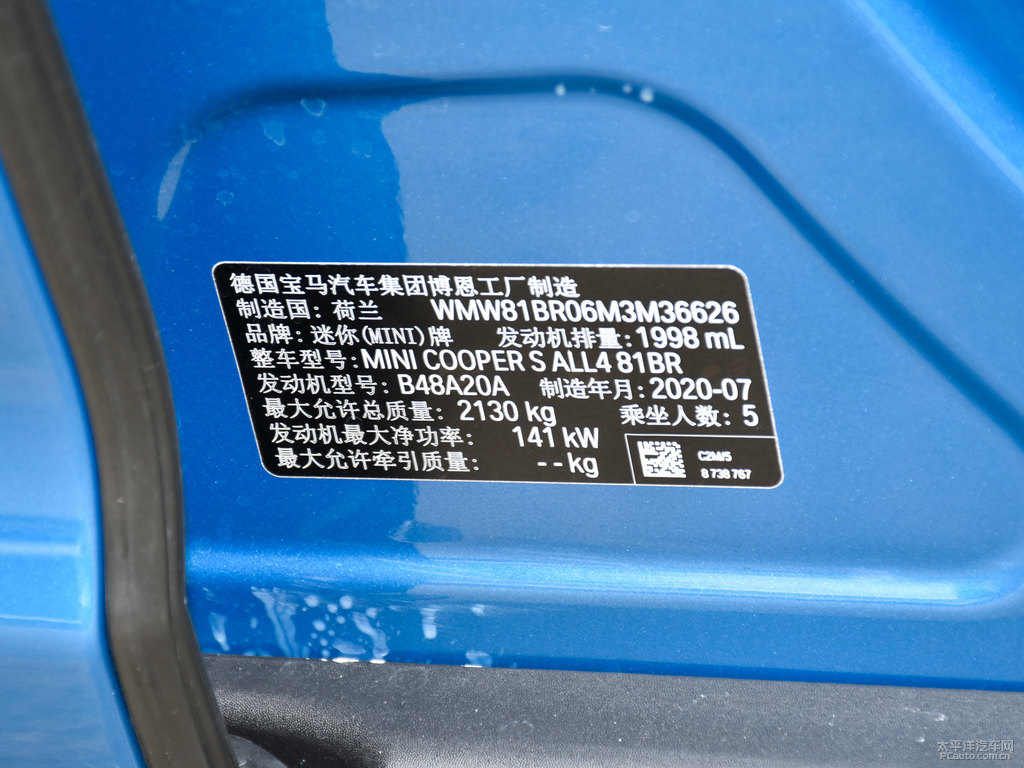 德国宝马汽车集团博恩工厂制造
制造国：荷兰 WMW81BR06M3M36626
品牌：迷你(MINI)牌 发动机排量：1998 mL
整车型号：MINI COOPER S ALL4 81BR
发动机型号：B48A20A 制造年月：2020-07
最大允许总质量：2130 kg 乘坐人数：5
发动机最大净功率：141 kW
最大允许牵引质量：--kg
C2M/5
8 738 767
太平洋汽车网
PCauto.com.cn